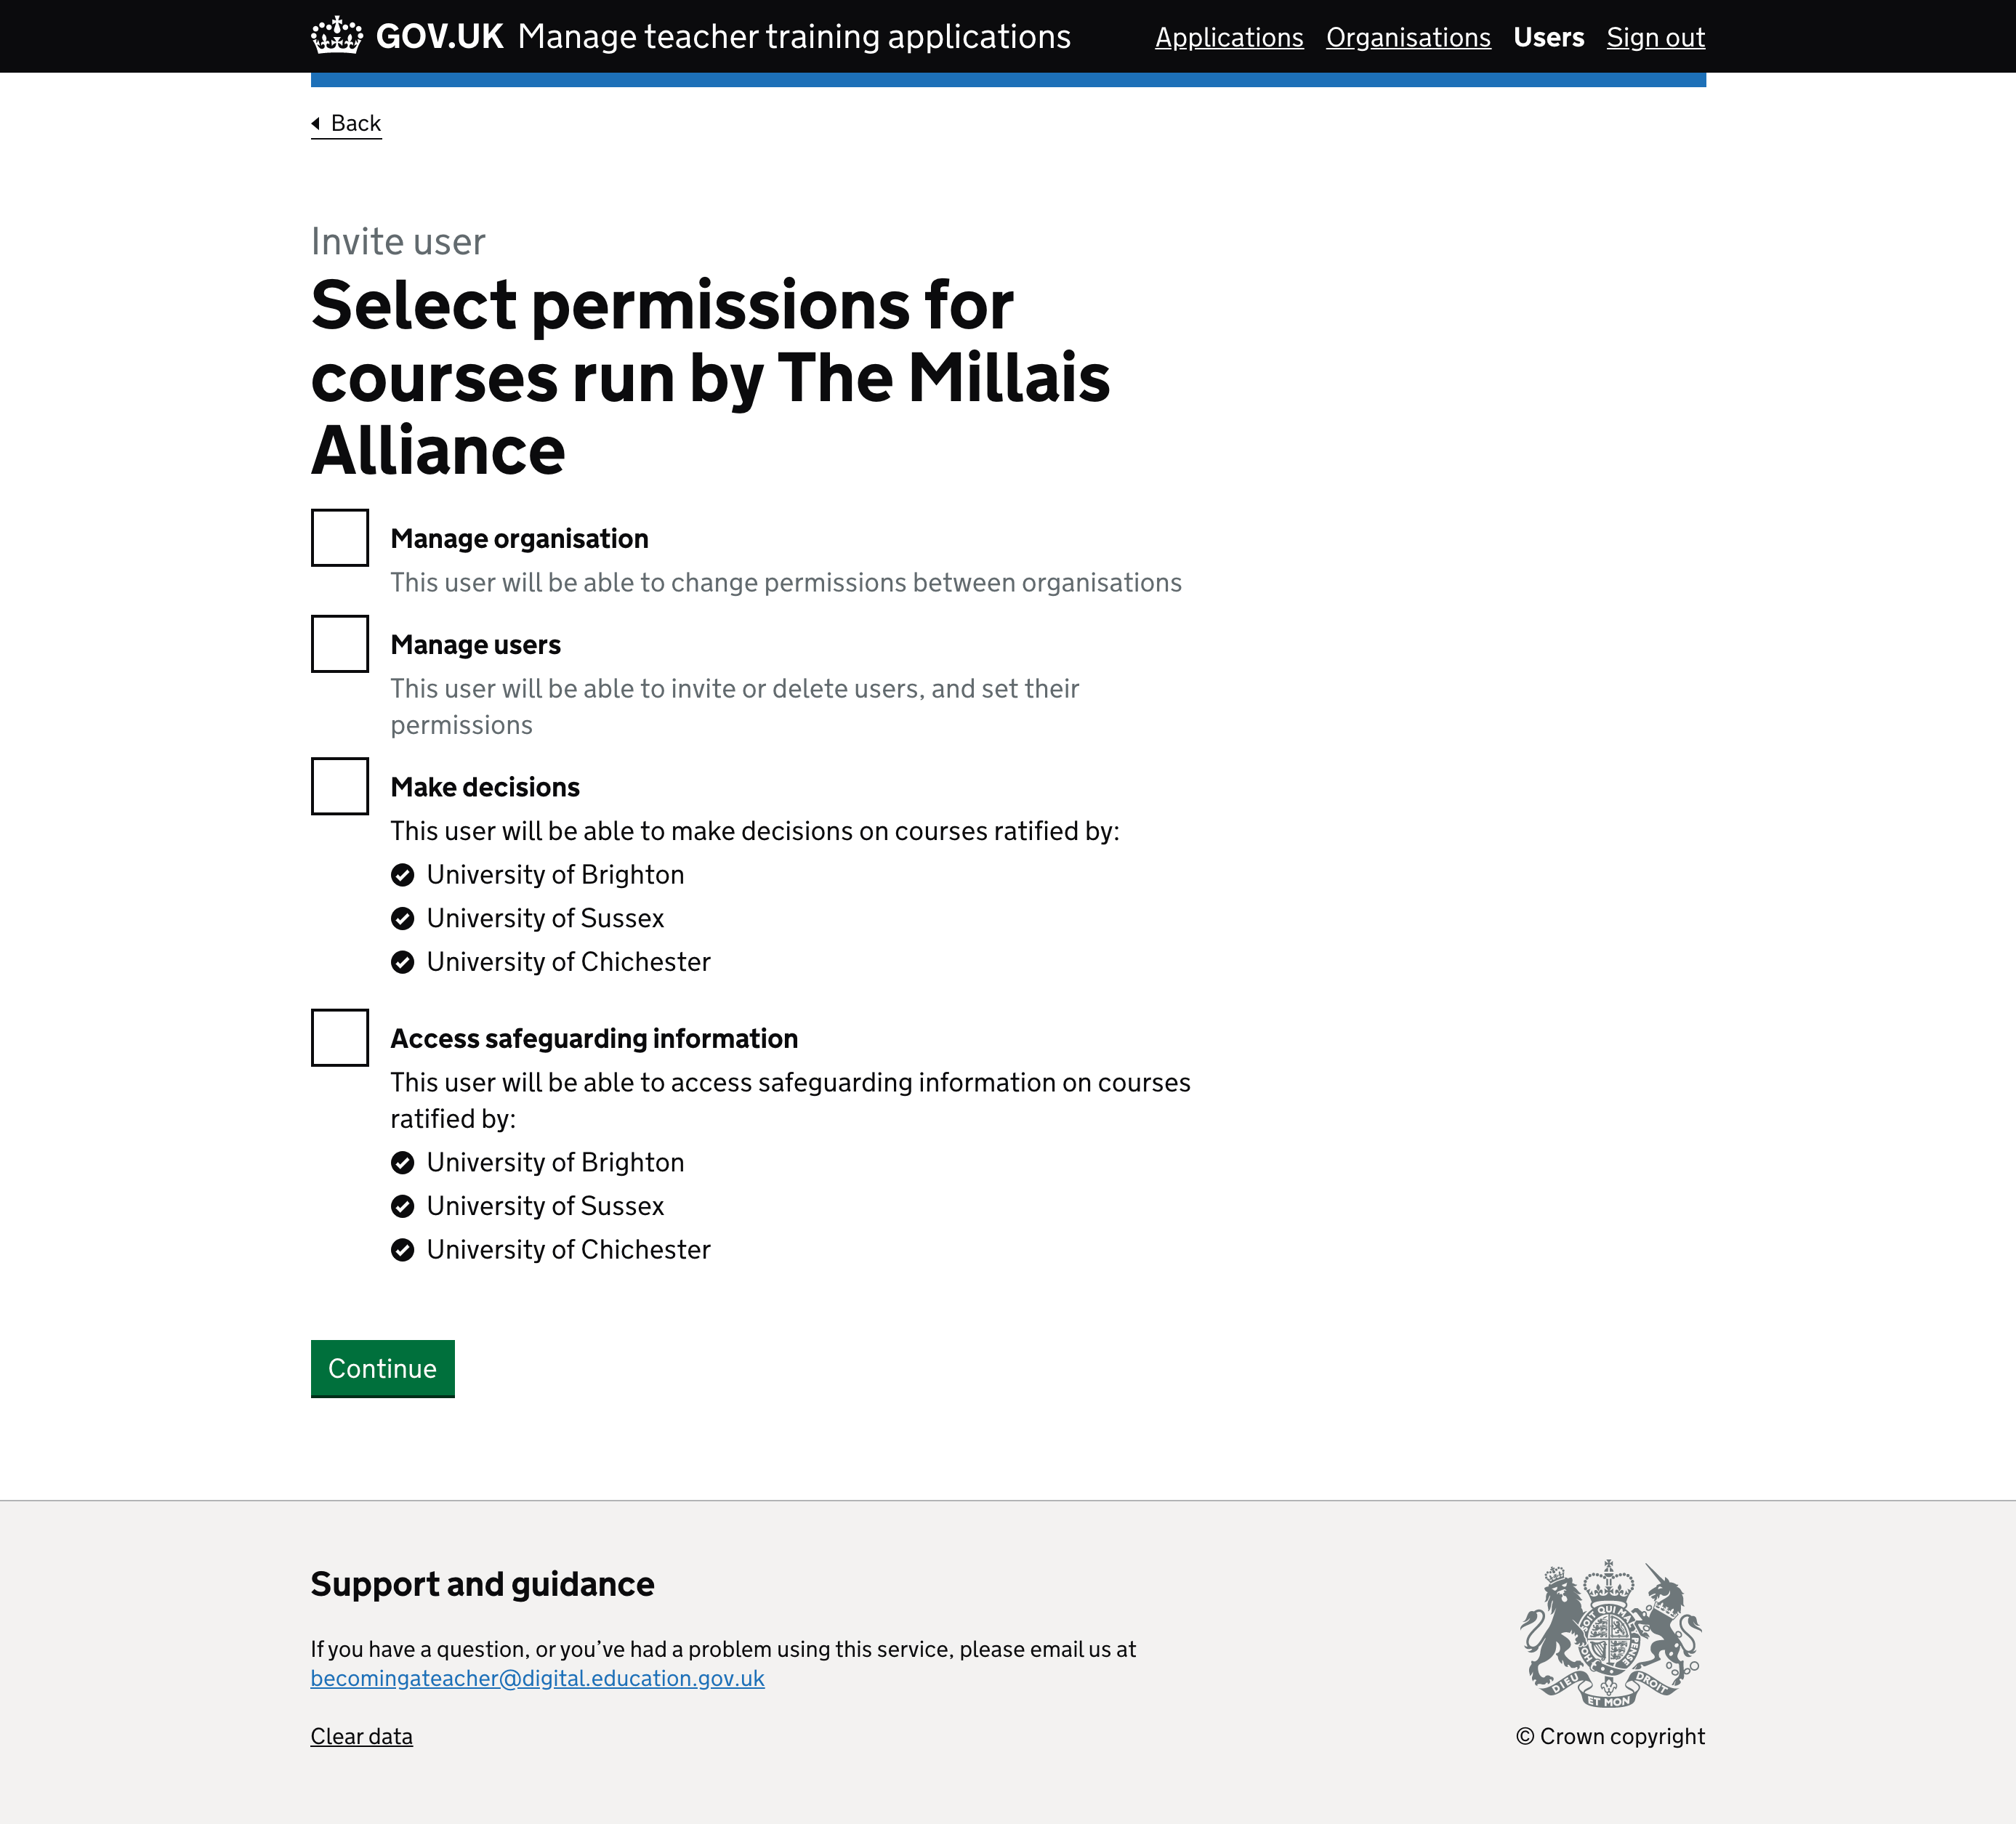 GOV.UK Manage teacher training applications Applications Organisations Users Sign out
Back
Invite user
Select permissions for
courses run by The Millais
Alliance
Manage organisation
This user will be able to change permissions between organisations
Manage users
This user will be able to invite or delete users, and set their
permissions
Make decisions
This user will be able to make decisions on courses ratified by:
University of Brighton
University of Sussex
University of Chichester
Access safeguarding information
This user will be able to access safeguarding information on courses
ratified by:
University of Brighton
University of Sussex
University of Chichester
Continue
Support and guidance
If you have a question, or you’ve had a problem using this service, please email us at
becomingateacher@digital.education.gov.uk
Clear data
DIEU ET MON DROIT
© Crown copyright